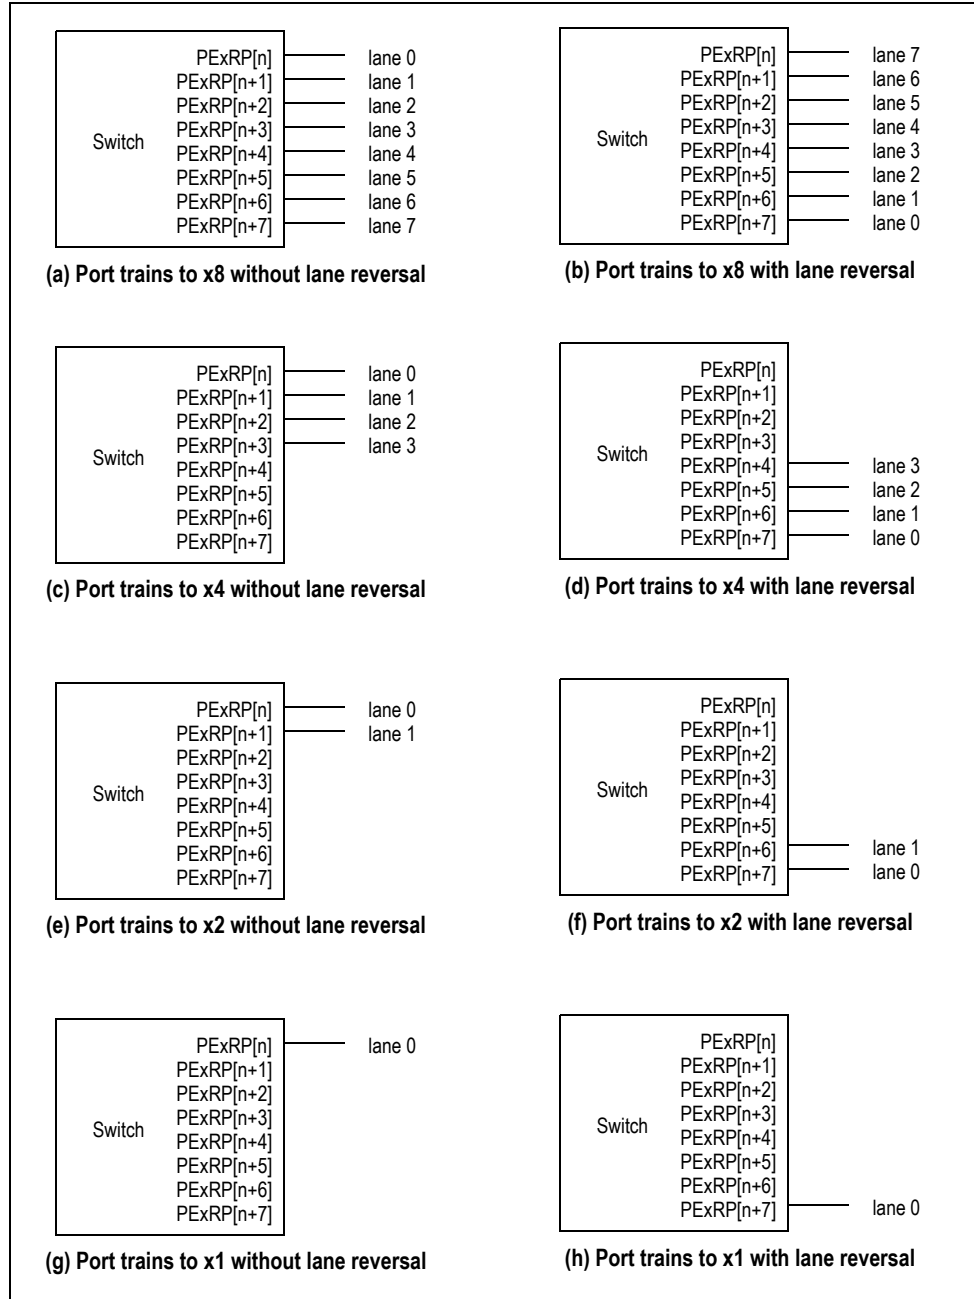 PExRP[n] lane 0
PExRP[n+1] lane 1
PExRP[n+2] lane 2
PExRP[n+3] lane 3
Switch
PExRP[n+4] lane 4
PExRP[n+5] lane 5
PExRP[n+6] lane 6
PExRP[n+7] lane 7
(a) Port trains to x8 without lane reversal
PExRP[n] lane 7
PExRP[n+1] lane 6
PExRP[n+2] lane 5
PExRP[n+3] lane 4
Switch
PExRP[n+4] lane 3
PExRP[n+5] lane 2
PExRP[n+6] lane 1
PExRP[n+7] lane 0
(b) Port trains to x8 with lane reversal
PExRP[n] lane 0
PExRP[n+1] lane 1
PExRP[n+2] lane 2
PExRP[n+3] lane 3
Switch
PExRP[n+4]
PExRP[n+5]
PExRP[n+6]
PExRP[n+7]
(c) Port trains to x4 without lane reversal
PExRP[n]
PExRP[n+1]
PExRP[n+2]
PExRP[n+3]
Switch
PExRP[n+4] lane 3
PExRP[n+5] lane 2
PExRP[n+6] lane 1
PExRP[n+7] lane 0
(d) Port trains to x4 with lane reversal
PExRP[n] lane 0
PExRP[n+1] lane 1
PExRP[n+2]
PExRP[n+3]
Switch
PExRP[n+4]
PExRP[n+5]
PExRP[n+6]
PExRP[n+7]
(e) Port trains to x2 without lane reversal
PExRP[n]
PExRP[n+1]
PExRP[n+2]
PExRP[n+3]
Switch
PExRP[n+4]
PExRP[n+5]
PExRP[n+6] lane 1
PExRP[n+7] lane 0
(f) Port trains to x2 with lane reversal
PExRP[n] lane 0
PExRP[n+1]
PExRP[n+2]
PExRP[n+3]
Switch
PExRP[n+4]
PExRP[n+5]
PExRP[n+6]
PExRP[n+7]
(g) Port trains to x1 without lane reversal
PExRP[n]
PExRP[n+1]
PExRP[n+2]
PExRP[n+3]
Switch
PExRP[n+4]
PExRP[n+5]
PExRP[n+6]
PExRP[n+7] lane 0
(h) Port trains to x1 with lane reversal